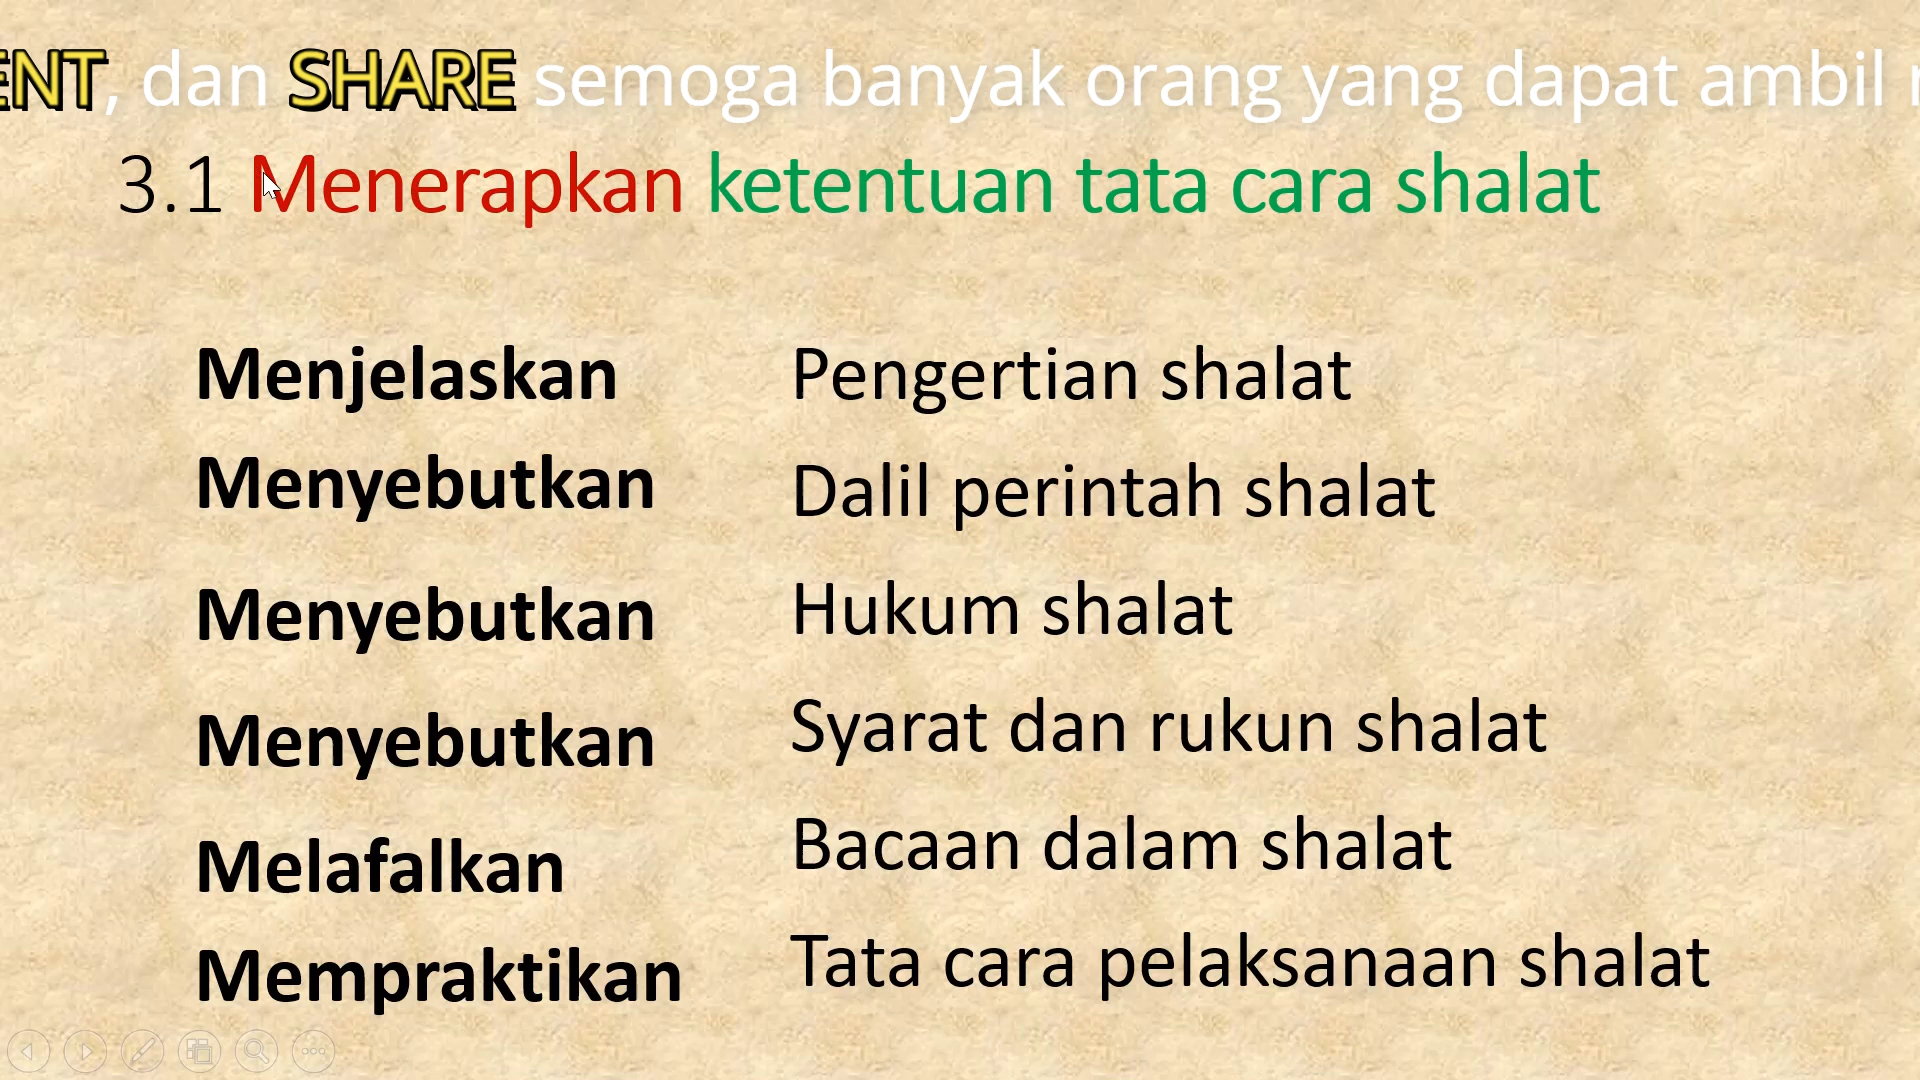 , dan SHARE semoga banyak orang yang dapat ambil
3.1 Menerapkan ketentuan tata cara shalat
Menjelaskan Pengertian shalat
Menyebutkan Dalil perintah shalat
Menyebutkan Hukum shalat
Menyebutkan Syarat dan rukun shalat
Melafalkan Bacaan dalam shalat
Mempraktikan Tata cara pelaksanaan shalat